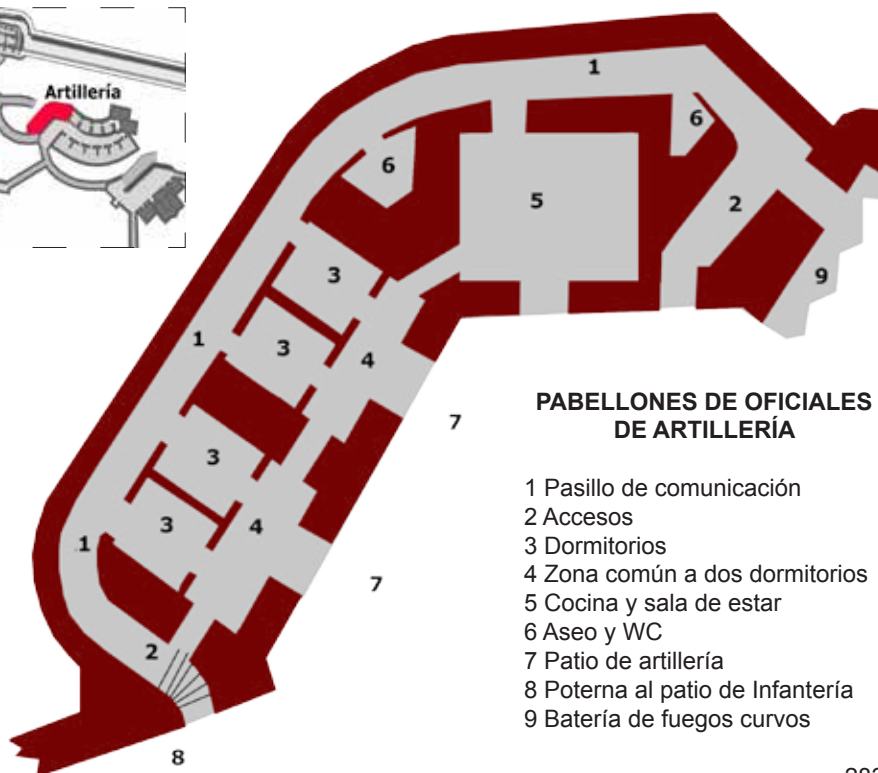 Artillería
1
6
6
5
2
3
9
1
3
4
7
PABELLONES DE OFICIALES
DE ARTILLERÍA
3
1 Pasillo de comunicación
2 Accesos
3
4
1
3 Dormitorios
4 Zona común a dos dormitorios
7
5 Cocina y sala de estar
6 Aseo y WC
2
7 Patio de artillería
8 Poterna al patio de Infantería
9 Batería de fuegos curvos
8